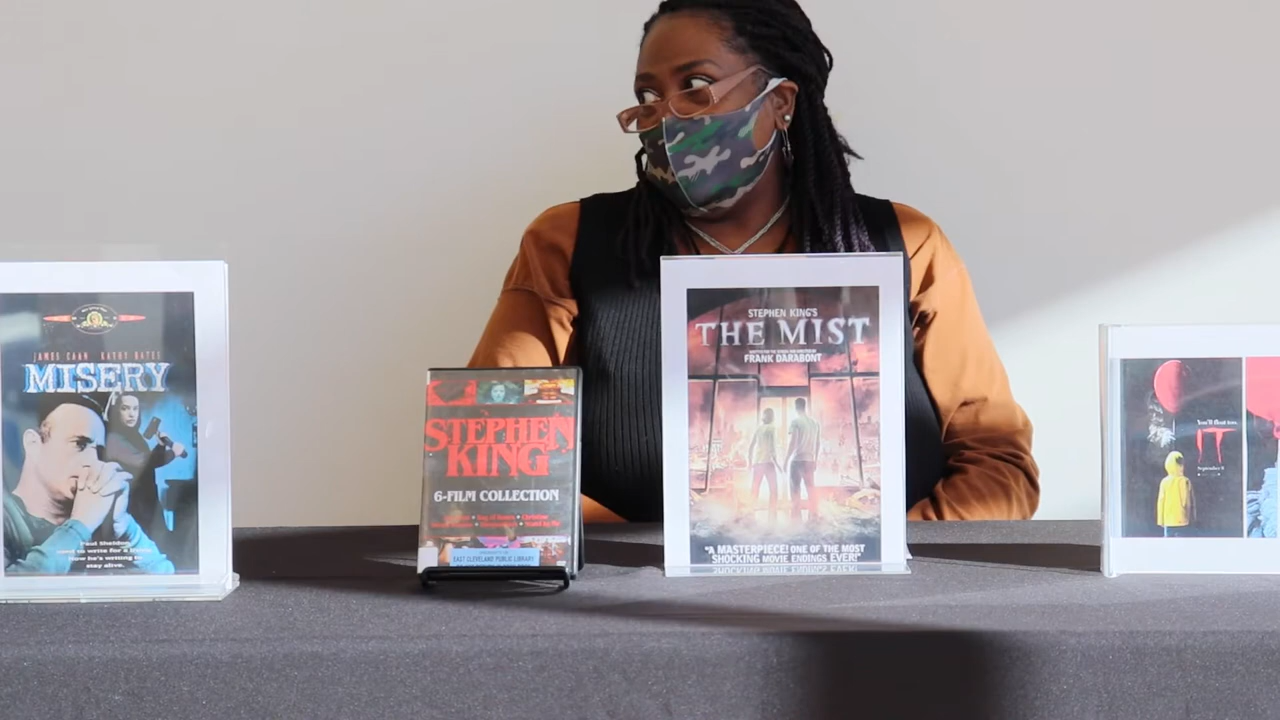 JAMES CAAN KATHY BATES
MISERY
Paul Sheldon
used to write for a living.
Now he's writing to
stay alive.
STEPHEN
KING
6-FILM COLLECTION
EAST CLEVELAND PUBLIC LIBRARY
STEPHEN KING'S
THE MIST
FRANK DARABONT
"A MASTERPIECE! ONE OF THE MOST
SHOCKING MOVIE ENDINGS EVER!"
You'll float too.
IT
September 8